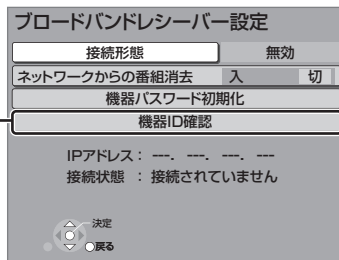 ブロードバンドレシーバー設定
接続形態 無効
ネットワークからの番組消去 入 切
機器パスワード初期化
機器ID確認
IPアドレス： ---. ---. ---. ---
接続状態 ： 接続されていません
決定
戻る